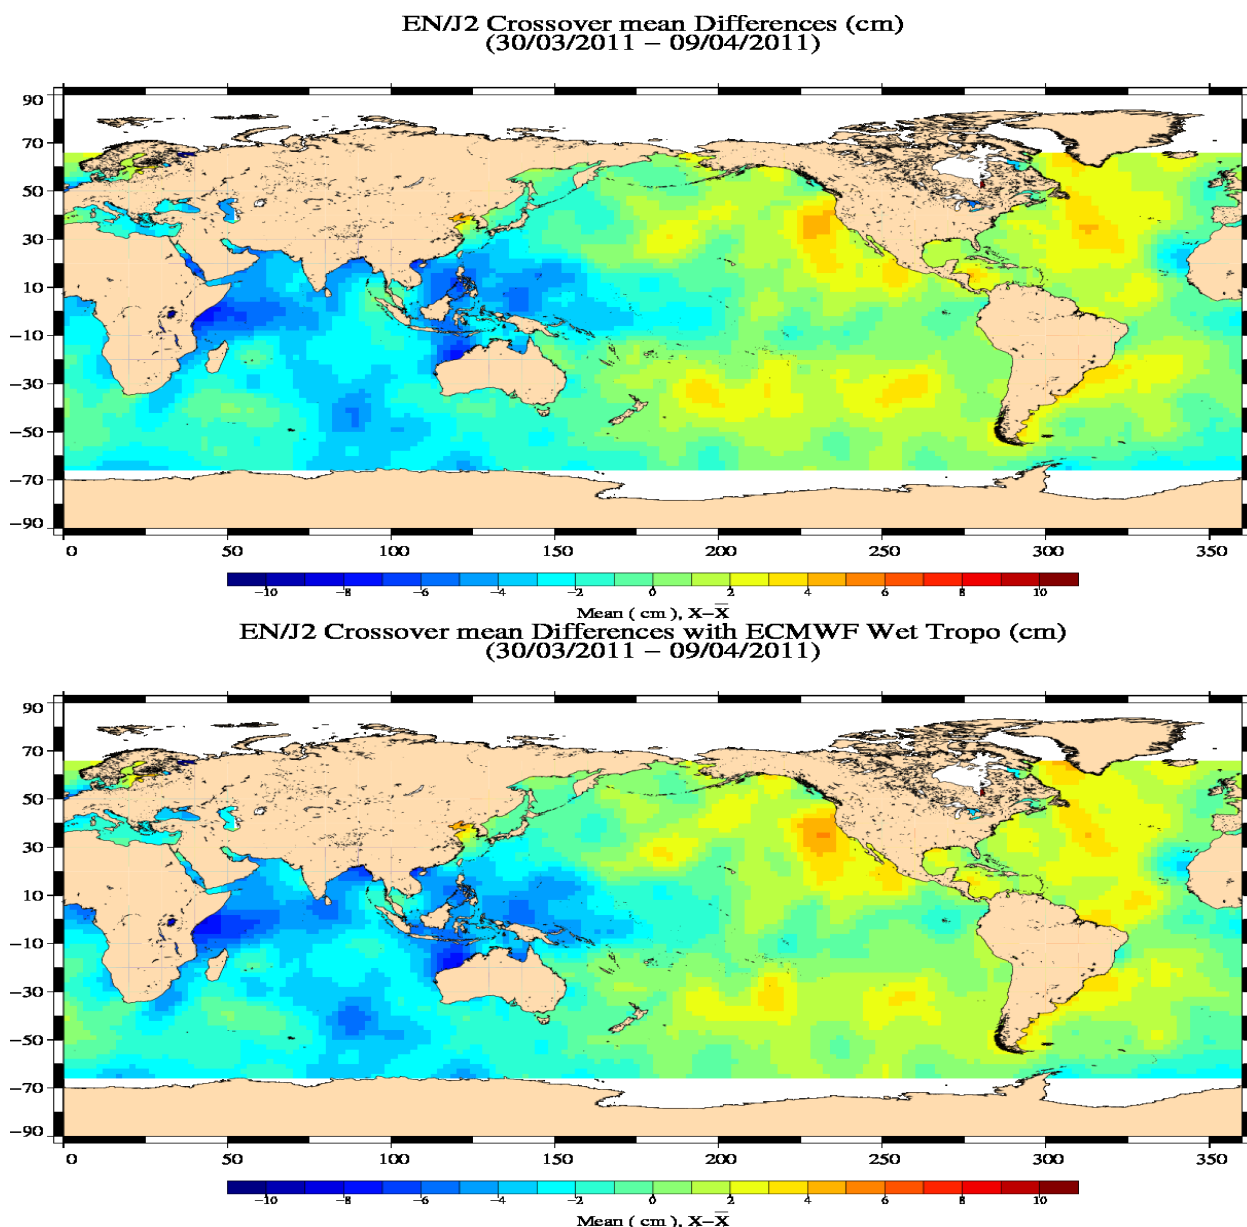 EN/J2 Crossover mean Differences (cm)
(30/03/2011 – 09/04/2011)
90
70
50
30
10
−10
−30
−50
−70
−90
0 50 100 150 200 250 300 350
−10 −8 −6 −4 −2 0 2 4 6 8 10
Mean ( cm ), X−X̄
EN/J2 Crossover mean Differences with ECMWF Wet Tropo (cm)
(30/03/2011 – 09/04/2011)
90
70
50
30
10
−10
−30
−50
−70
−90
0 50 100 150 200 250 300 350
−10 −8 −6 −4 −2 0 2 4 6 8 10
Mean ( cm ), X−X̄